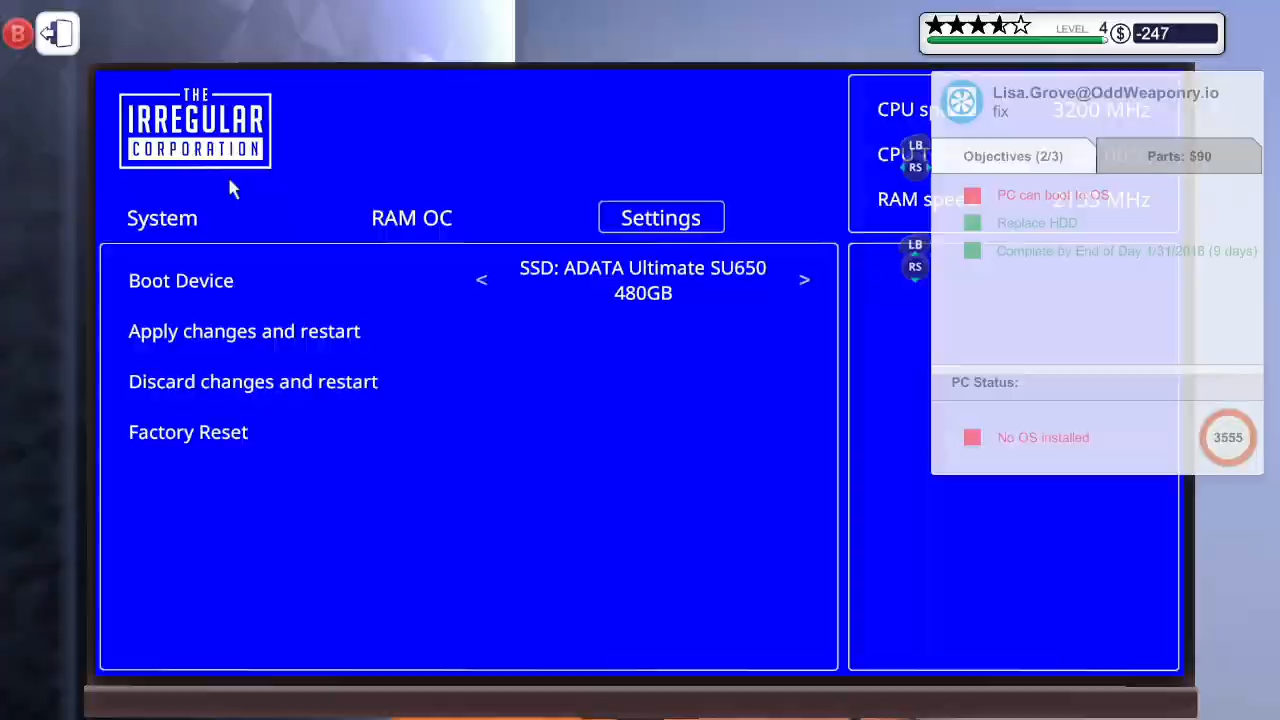 B
LEVEL 4 $ -247
THE
IRREGULAR
CORPORATION
Lisa.Grove@OddWeaponry.io
fix
CPU 3200 MHz
LB
RS
Objectives (2/3) Parts: $90
CPU
RAM speed MHz
PC can boot to OS
Replace HDD
Complete by End of Day 1/31/2018 (9 days)
System RAM OC Settings
LB
RS
Boot Device < SSD: ADATA Ultimate SU650
480GB >
Apply changes and restart
Discard changes and restart
Factory Reset
PC Status:
No OS installed 3555